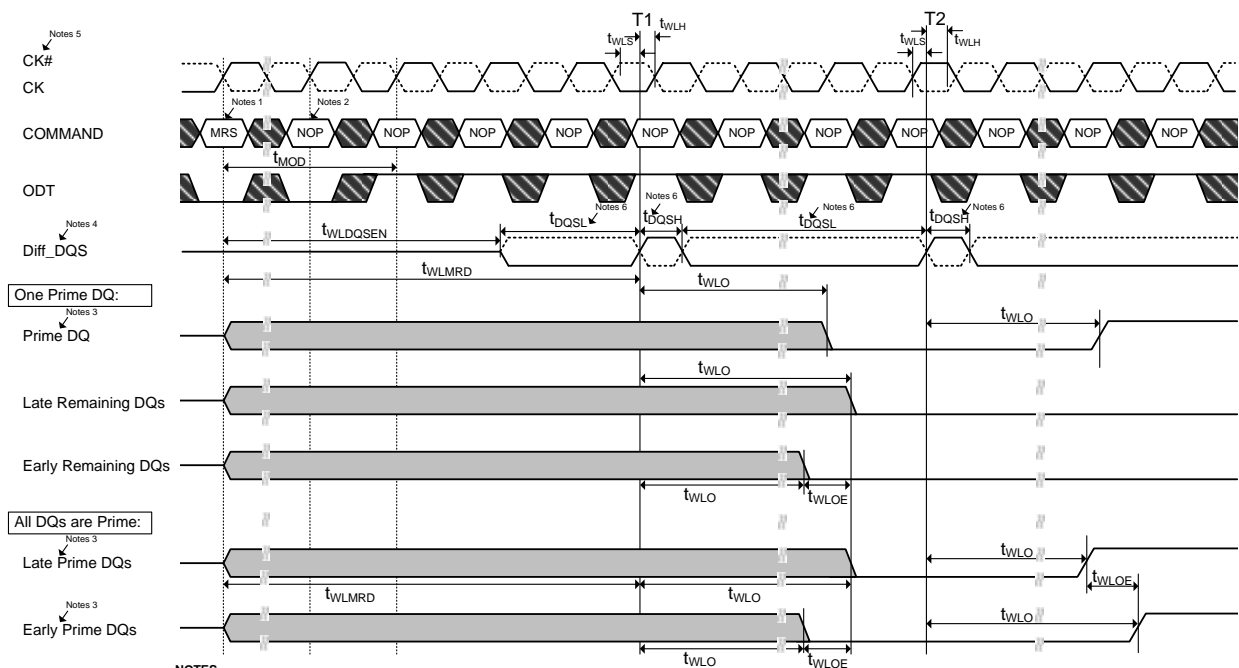 T1 T2
Notes 5 tWLS tWLH tWLS tWLH
CK#
CK
Notes 1 Notes 2
COMMAND MRS NOP NOP NOP NOP NOP NOP NOP NOP NOP NOP NOP
tMOD
ODT
Notes 4 Notes 6 Notes 6 Notes 6 Notes 6
tDQSL tDQSH tDQSL tDQSH
tWLDQSEN
Diff_DQS
tWLMRD
tWLO
One Prime DQ:
Notes 3
tWLO
Prime DQ
tWLO
Late Remaining DQs
Early Remaining DQs
tWLO tWLOE
All DQs are Prime:
Notes 3
tWLO
Late Prime DQs
tWLOE
tWLMRD tWLO
Notes 3
tWLO
Early Prime DQs
tWLO tWLOE
NOTES